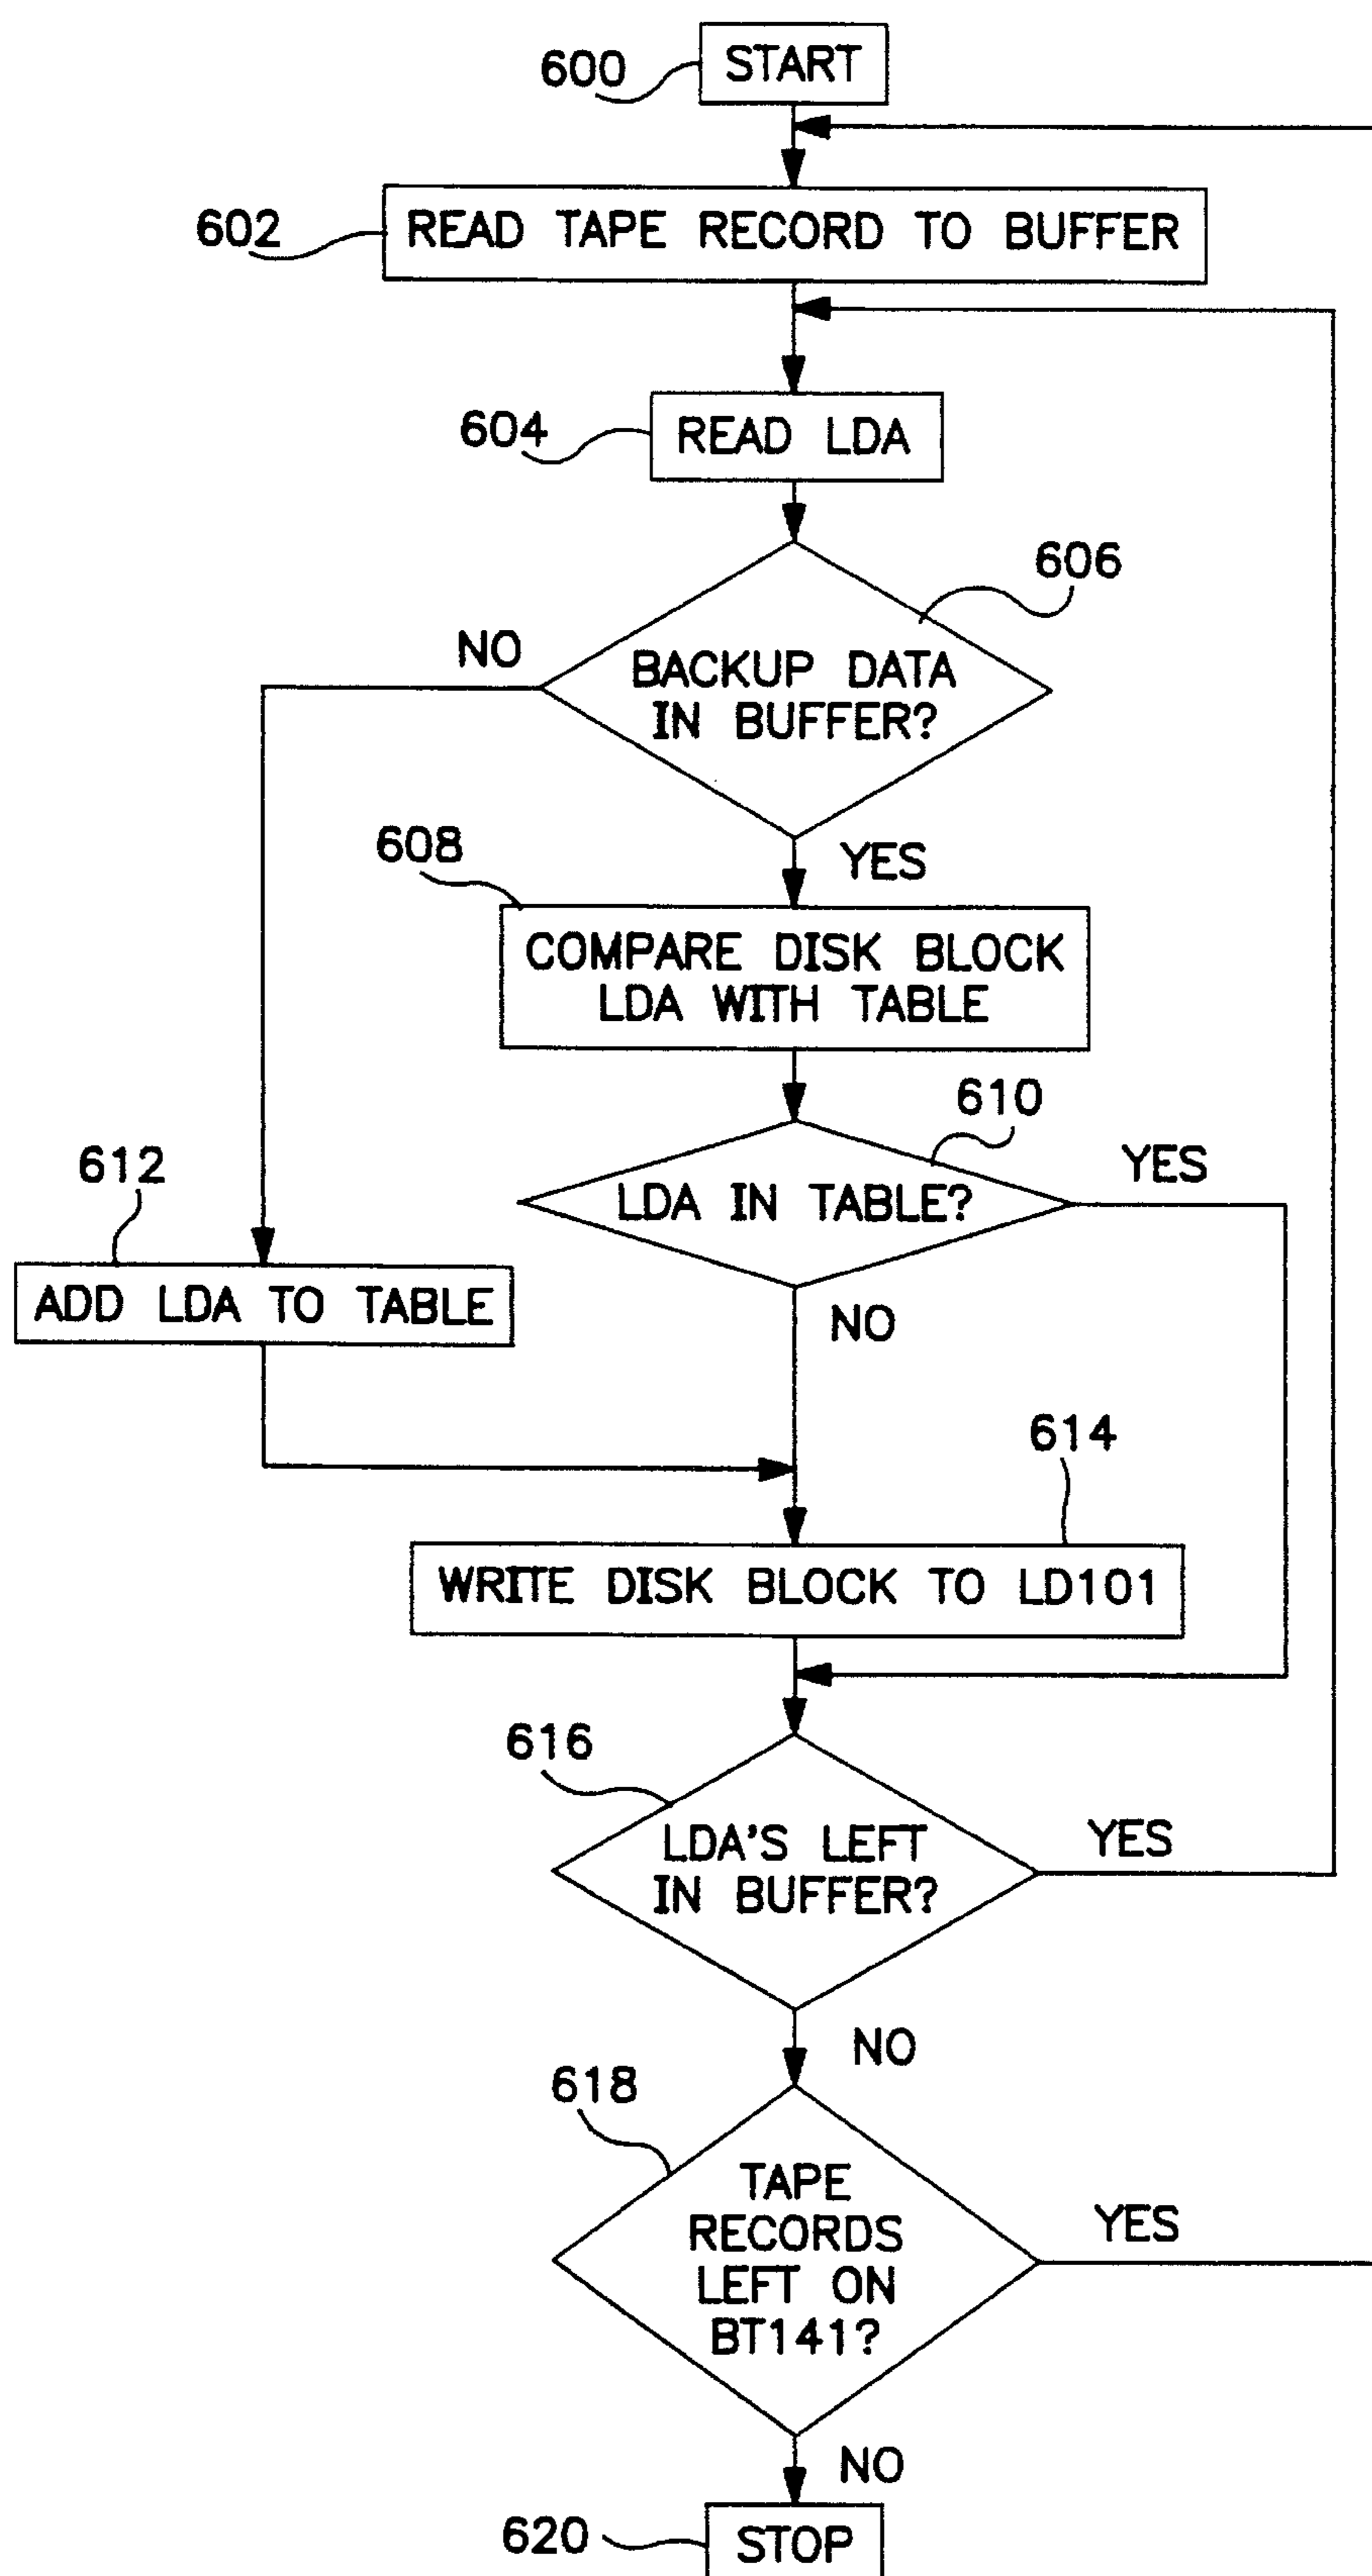 600
START
602
READ TAPE RECORD TO BUFFER
604
READ LDA
606
NO
BACKUP DATA
IN BUFFER?
608
YES
COMPARE DISK BLOCK
LDA WITH TABLE
610
612
YES
LDA IN TABLE?
ADD LDA TO TABLE
NO
614
WRITE DISK BLOCK TO LD101
616
LDA'S LEFT
IN BUFFER?
YES
NO
618
TAPE
RECORDS
LEFT ON
BT141?
YES
NO
620
STOP